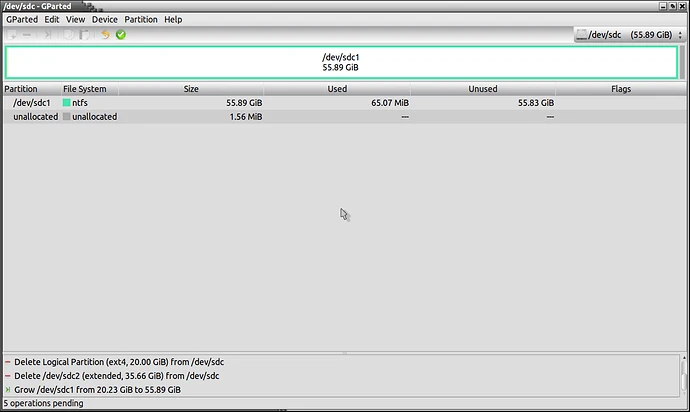 /dev/sdc - GParted
GParted Edit View Device Partition Help
/dev/sdc (55.89 GiB)
/dev/sdc1
55.89 GiB
Partition File System Size Used Unused Flags
/dev/sdc1 ntfs 55.89 GiB 65.07 MiB 55.83 GiB
unallocated unallocated 1.56 MiB --- ---
Delete Logical Partition (ext4, 20.00 GiB) from /dev/sdc
Delete /dev/sdc2 (extended, 35.66 GiB) from /dev/sdc
Grow /dev/sdc1 from 20.23 GiB to 55.89 GiB
5 operations pending